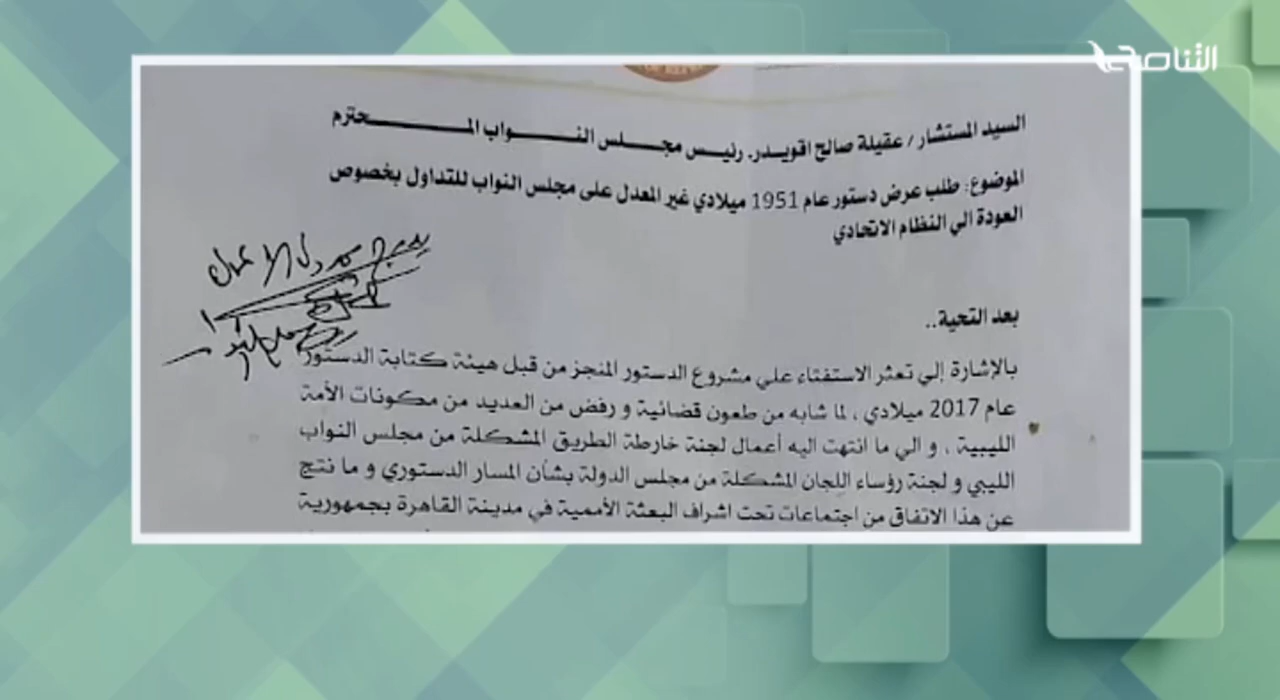 التناصح
السيد المستشار / عقيلة صالح اقويدر. رئيس مجلس النواب المحترم
الموضوع: طلب عرض دستور عام 1951 ميلادي غير المعدل على مجلس النواب للتداول بخصوص
العودة الي النظام الاتحادي
بعد التحية..
بالإشارة إلي تعثر الاستفتاء علي مشروع الدستور المنجز من قبل هيئة كتابة الدستور
عام 2017 ميلادي ، لما شابه من طعون قضائية و رفض من العديد من مكونات الأمة
الليبية ، و الي ما انتهت اليه أعمال لجنة خارطة الطريق المشكلة من مجلس النواب
الليبي و لجنة رؤساء اللجان المشكلة من مجلس الدولة بشأن المسار الدستوري و ما نتج
عن هذا الاتفاق من اجتماعات تحت اشراف البعثة الأممية في مدينة القاهرة بجمهورية